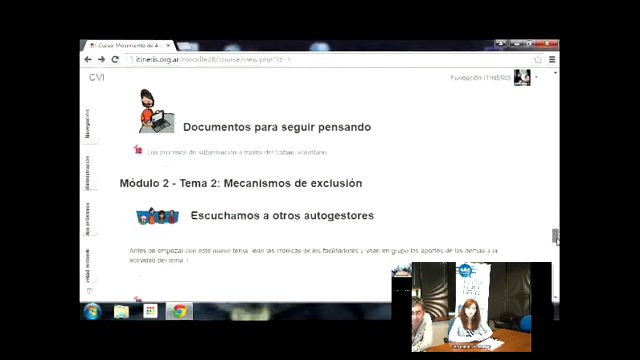 Curso: Movimiento de A...
itineris.org.ar/moodle28/course/view.php?id=5
CVI
Fundación ITINERIS
Navegación
Documentos para seguir pensando
Los procesos de subjetivación a través del trabajo voluntario
Módulo 2 - Tema 2: Mecanismos de exclusión
Escuchamos a otros autogestores
Antes de empezar con este nuevo tema, lean las crónicas de los facilitadores y vean en grupo los aportes de los demás a la
actividad del tema 1